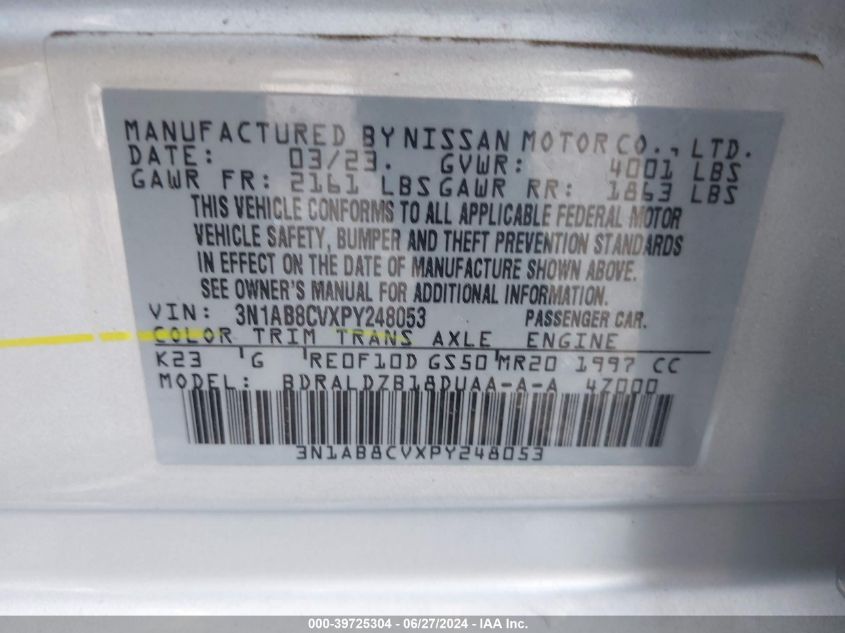 MANUFACTURED BY NISSAN MOTOR CO., LTD.
DATE: 03/23. GVWR: 4001 LBS
GAWR FR: 2161 LBS GAWR RR: 1863 LBS
THIS VEHICLE CONFORMS TO ALL APPLICABLE FEDERAL MOTOR
VEHICLE SAFETY, BUMPER AND THEFT PREVENTION STANDARDS
IN EFFECT ON THE DATE OF MANUFACTURE SHOWN ABOVE.
SEE OWNER'S MANUAL FOR ADDITIONAL INFORMATION.
VIN: 3N1AB8CVXPY248053 PASSENGER CAR.
COLOR TRIM TRANS AXLE ENGINE
K23 G RE0F10D GS50 MR20 1997 CC
MODEL: BDRALDZB18DUAA-A-A 4Z000
3N1AB8CVXPY248053
000-39725304 - 06/27/2024 - IAA Inc.